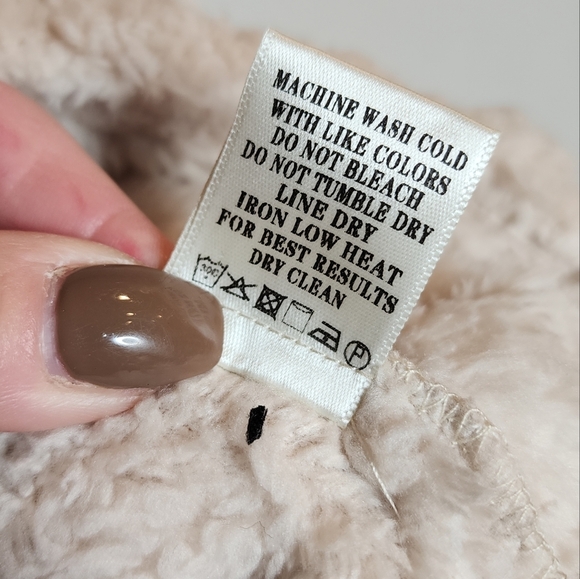 MACHINE WASH COLD
WITH LIKE COLORS
DO NOT BLEACH
DO NOT TUMBLE DRY
LINE DRY
IRON LOW HEAT
FOR BEST RESULTS
DRY CLEAN
30C
P